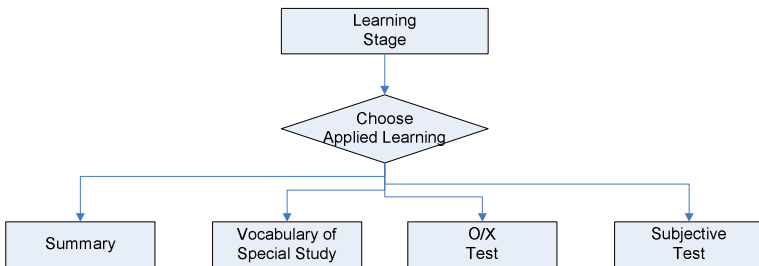 Learning
Stage
Choose
Applied Learning
Summary
Vocabulary of
Special Study
O/X
Test
Subjective
Test